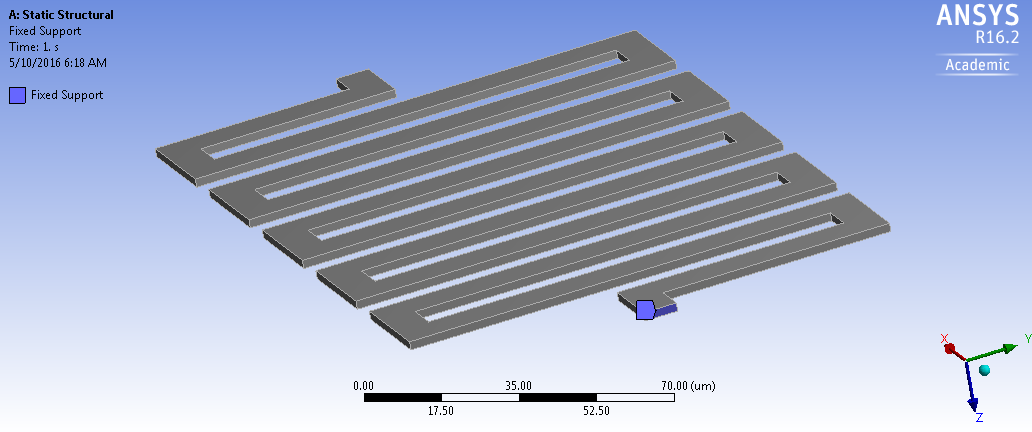 A: Static Structural
Fixed Support
Time: 1. s
5/10/2016 6:18 AM
Fixed Support
ANSYS
R16.2
Academic
0.00 35.00 70.00 (um)
17.50 52.50
X Y
Z